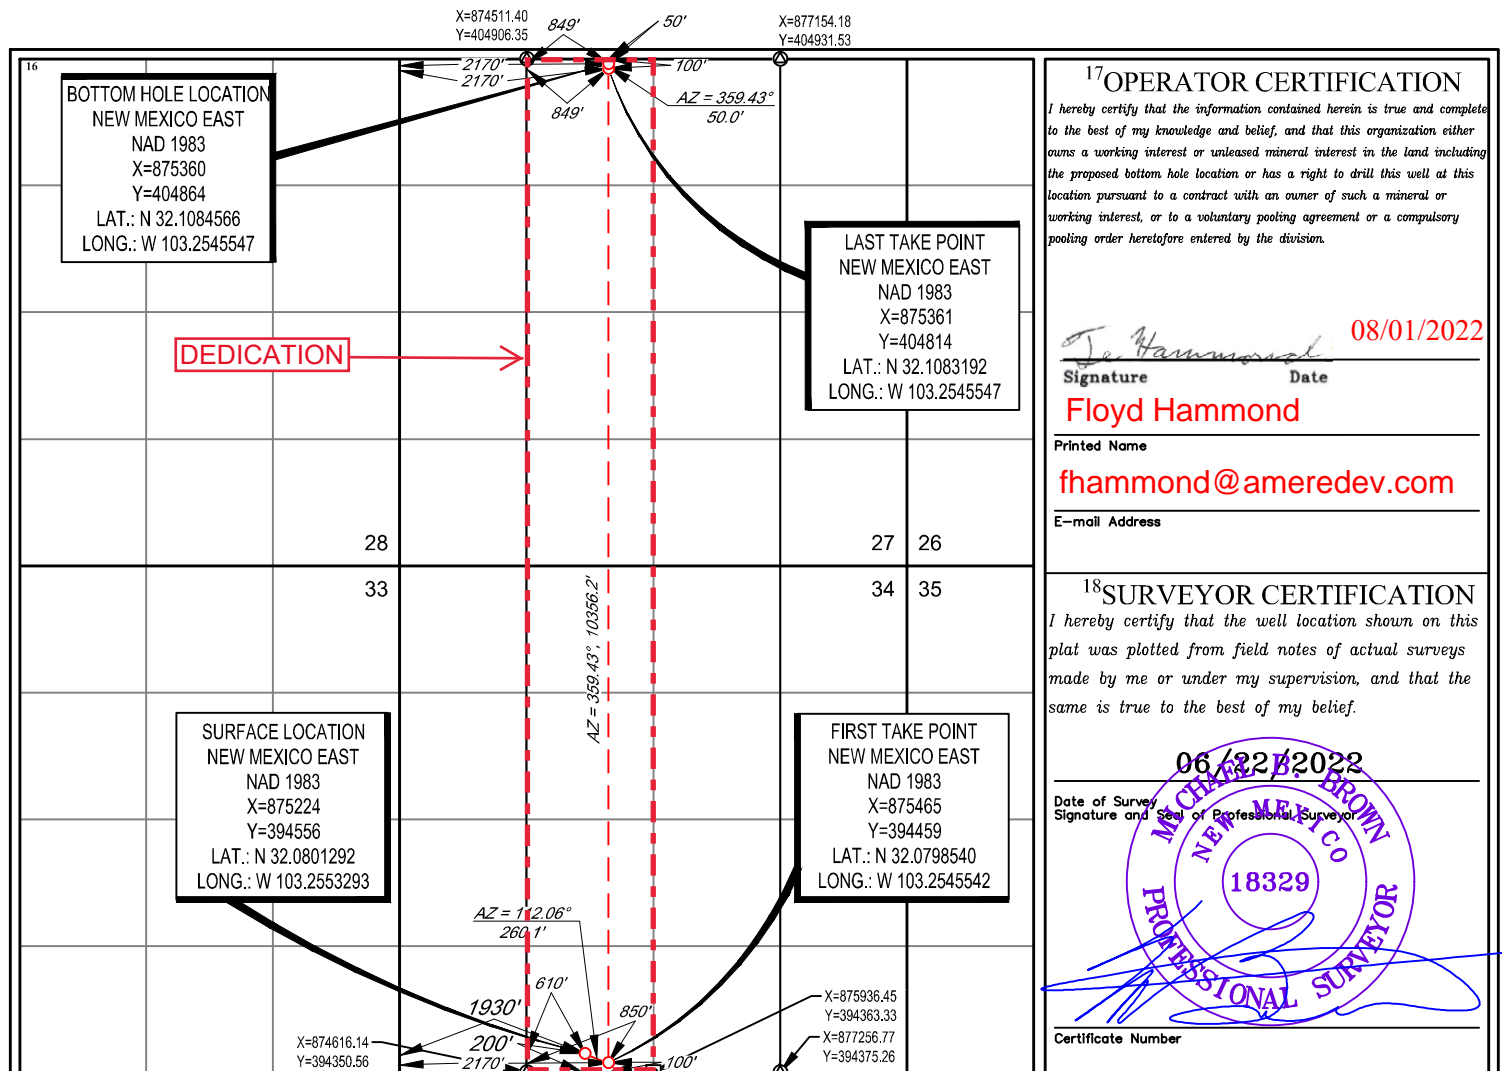 X=874511.40
Y=404906.35
849'
50'
X=877154.18
Y=404931.53
16
2170'
2170'
100'
849'
AZ = 359.43°
50.0'
BOTTOM HOLE LOCATION
NEW MEXICO EAST
NAD 1983
X=875360
Y=404864
LAT.: N 32.1084566
LONG.: W 103.2545547
LAST TAKE POINT
NEW MEXICO EAST
NAD 1983
X=875361
Y=404814
LAT.: N 32.1083192
LONG.: W 103.2545547
DEDICATION
28
27
26
33
34
35
AZ = 359.43°, 10356.2'
SURFACE LOCATION
NEW MEXICO EAST
NAD 1983
X=875224
Y=394556
LAT.: N 32.0801292
LONG.: W 103.2553293
FIRST TAKE POINT
NEW MEXICO EAST
NAD 1983
X=875465
Y=394459
LAT.: N 32.0798540
LONG.: W 103.2545542
AZ = 112.06°
260.1'
610'
1930'
850'
200'
2170'
100'
X=874616.14
Y=394350.56
X=875936.45
Y=394363.33
X=877256.77
Y=394375.26
17 OPERATOR CERTIFICATION
I hereby certify that the information contained herein is true and complete
to the best of my knowledge and belief, and that this organization either
owns a working interest or unleased mineral interest in the land including
the proposed bottom hole location or has a right to drill this well at this
location pursuant to a contract with an owner of such a mineral or
working interest, or to a voluntary pooling agreement or a compulsory
pooling order heretofore entered by the division.
08/01/2022
Signature Date
Floyd Hammond
Printed Name
fhammond@ameredev.com
E-mail Address
18 SURVEYOR CERTIFICATION
I hereby certify that the well location shown on this
plat was plotted from field notes of actual surveys
made by me or under my supervision, and that the
same is true to the best of my belief.
06/22/2022
Date of Survey
Signature and Seal of Professional Surveyor
MICHAEL B. BROWN
NEW MEXICO
18329
PROFESSIONAL SURVEYOR
Certificate Number